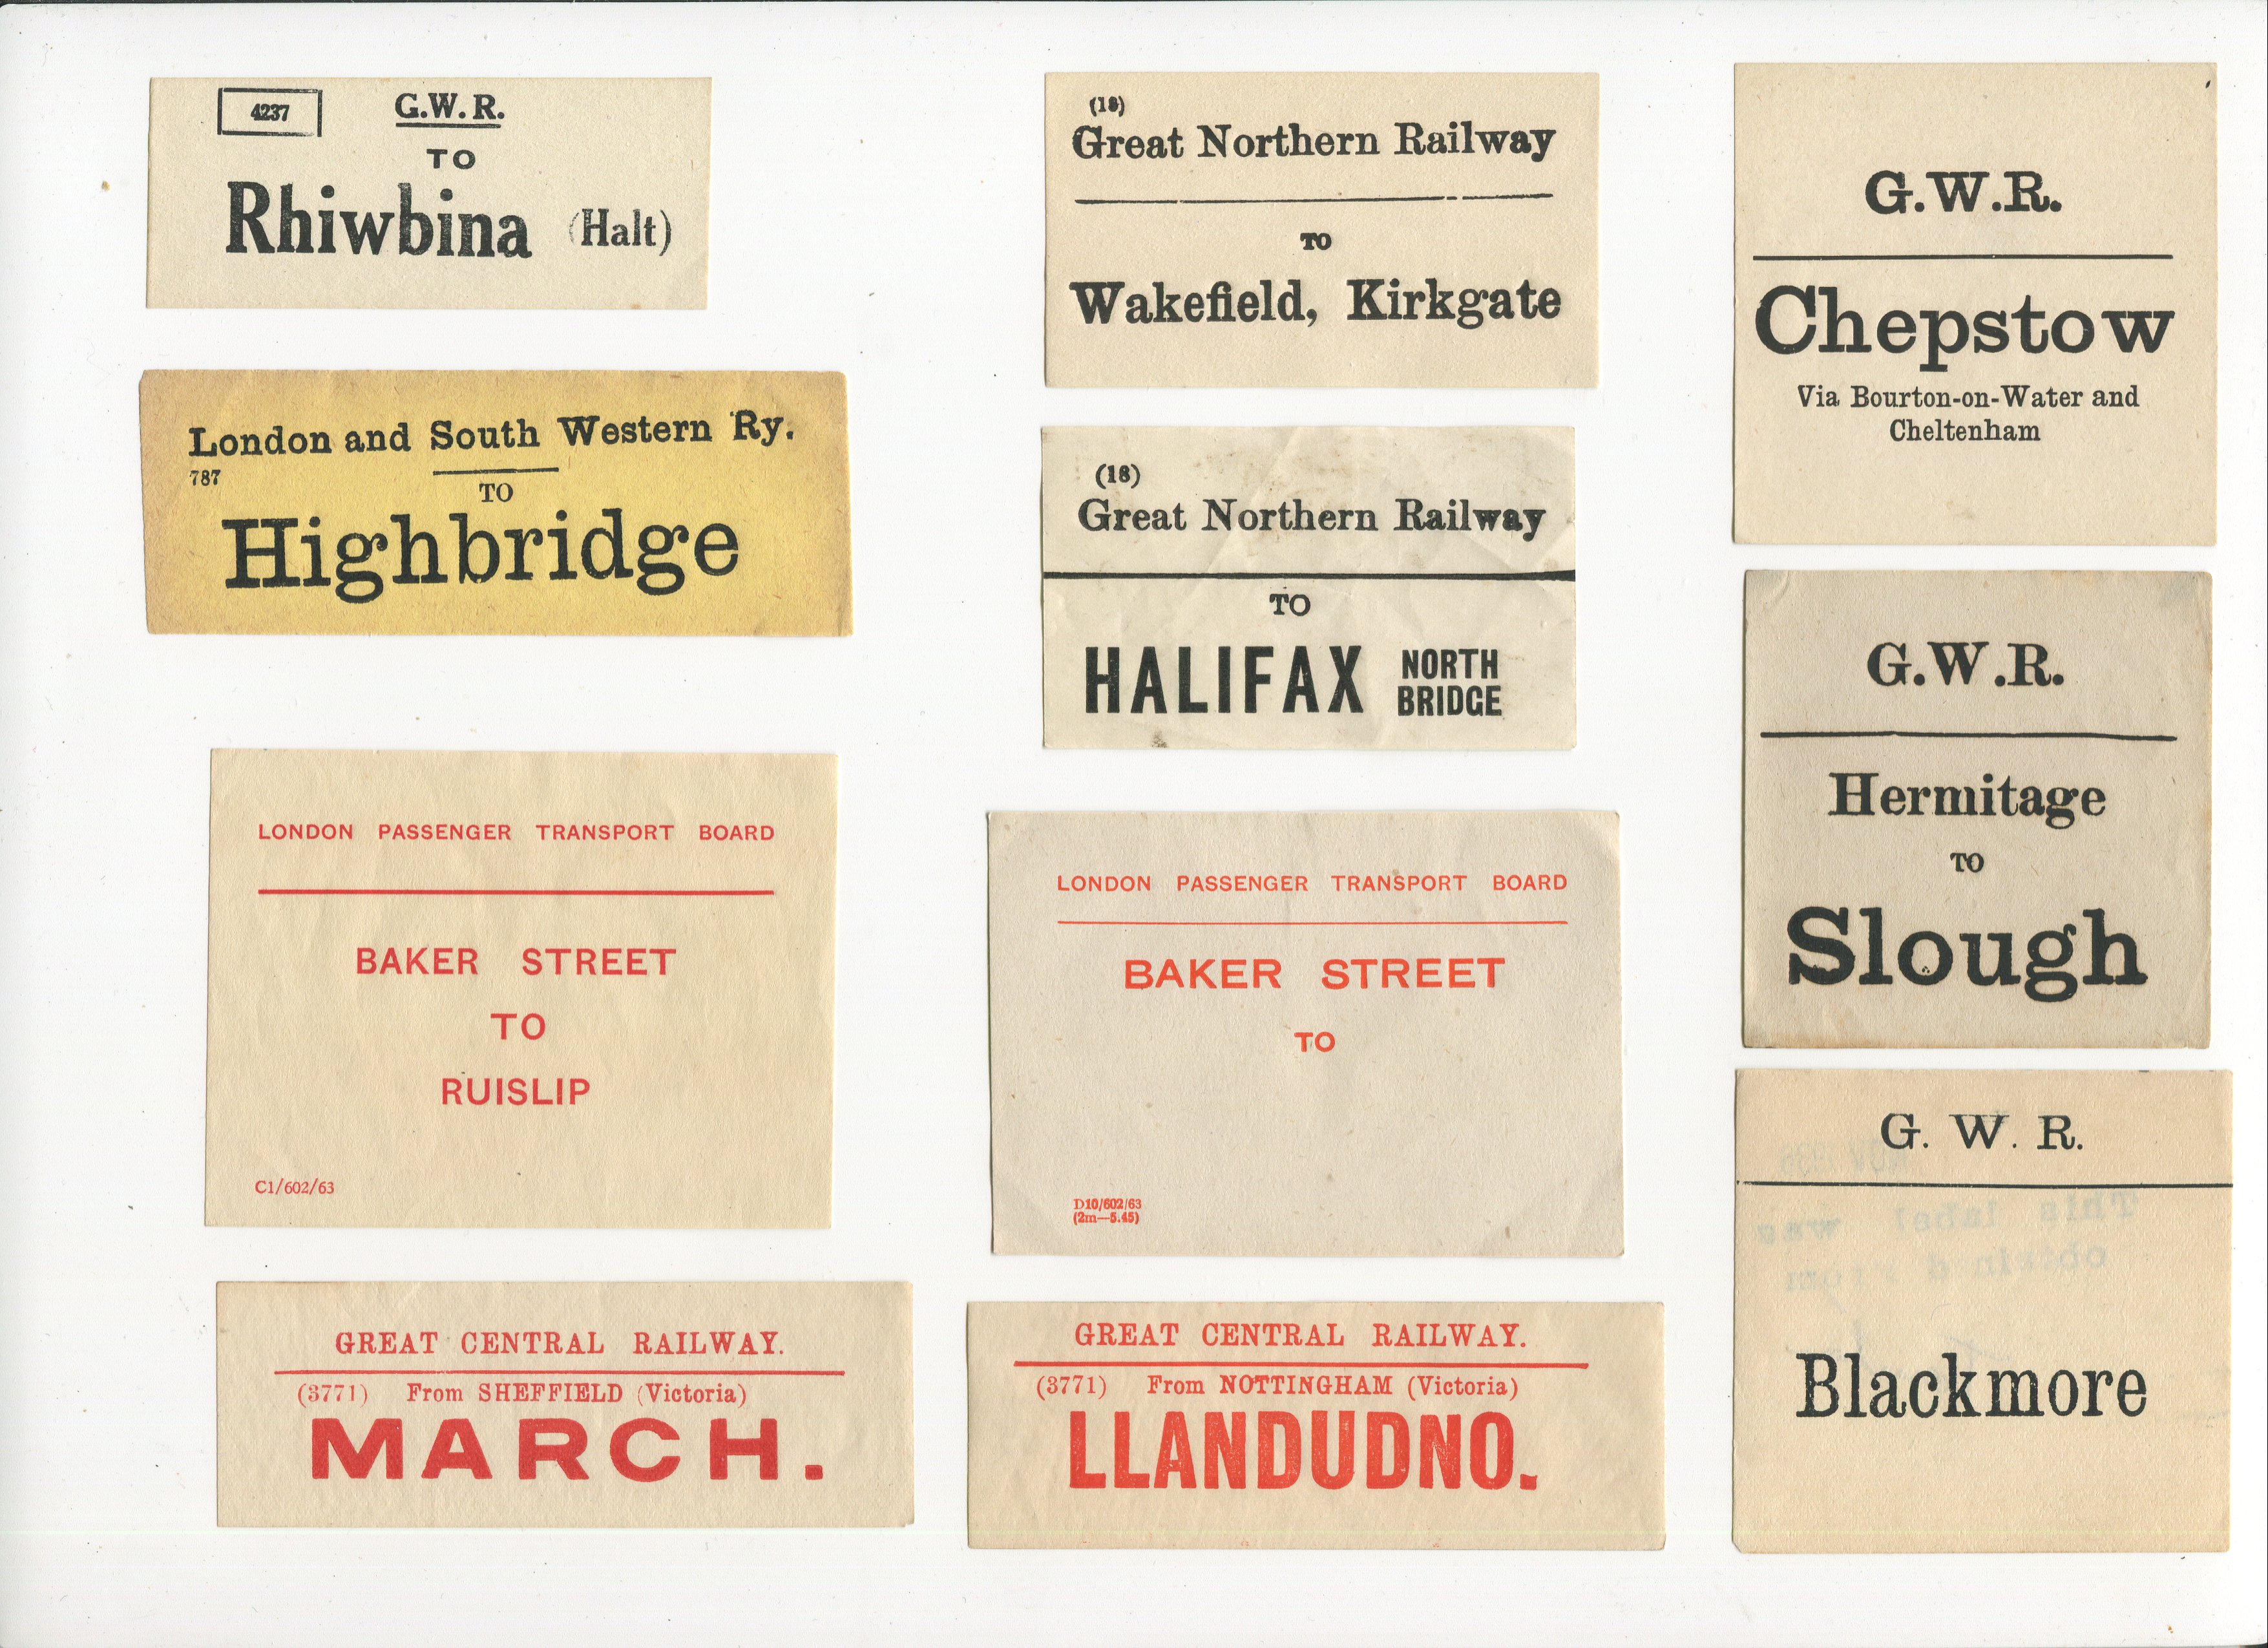 4237
G.W.R.
TO
Rhiwbina (Halt)
London and South Western Ry.
787
TO
Highbridge
LONDON PASSENGER TRANSPORT BOARD
BAKER STREET
TO
RUISLIP
C1/602/63
GREAT CENTRAL RAILWAY.
(3771) From SHEFFIELD (Victoria)
MARCH.
(18)
Great Northern Railway
TO
Wakefield, Kirkgate
(18)
Great Northern Railway
TO
HALIFAX NORTH
BRIDGE
LONDON PASSENGER TRANSPORT BOARD
BAKER STREET
TO
D10/602/63
(2m—5.45)
GREAT CENTRAL RAILWAY.
(3771) From NOTTINGHAM (Victoria)
LLANDUDNO.
G.W.R.
Chepstow
Via Bourton-on-Water and
Cheltenham
G.W.R.
Hermitage
TO
Slough
G. W. R.
This label was
Blackmore